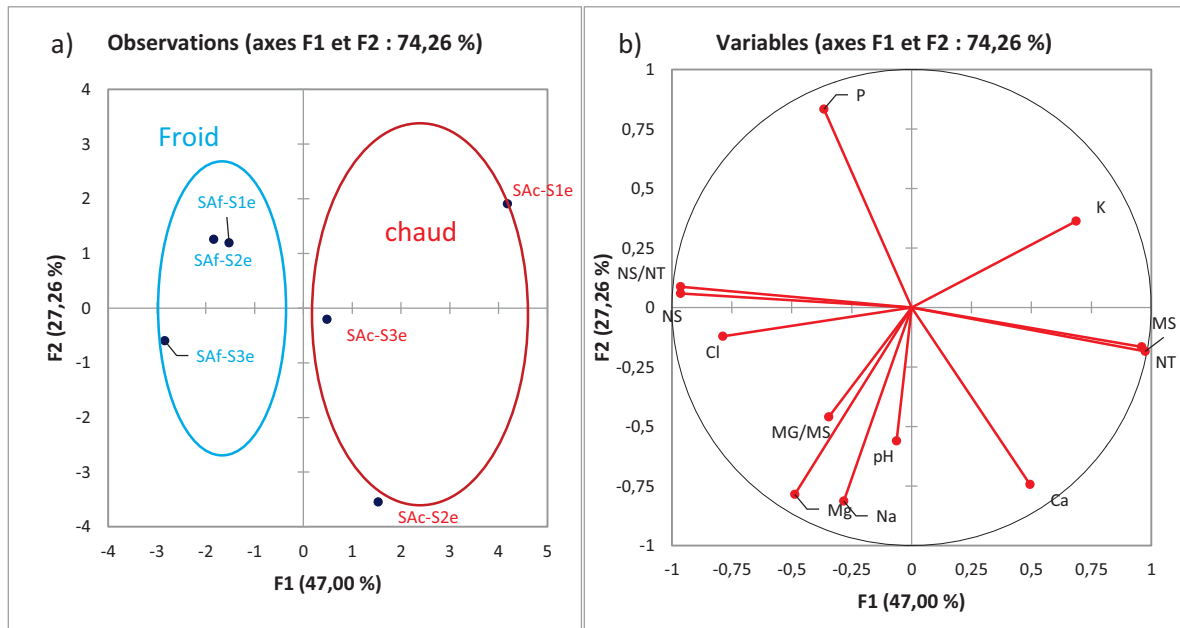 a)
Observations (axes F1 et F2 : 74,26 %)
4
3
2
1
0
-1
-2
-3
-4
F2 (27,26 %)
Froid
SAf-S1e
SAf-S2e
SAf-S3e
chaud
SAc-S1e
SAc-S3e
SAc-S2e
-4 -3 -2 -1 0 1 2 3 4 5
F1 (47,00 %)
b)
Variables (axes F1 et F2 : 74,26 %)
1
0,75
0,5
0,25
0
-0,25
-0,5
-0,75
-1
F2 (27,26 %)
P
K
NS/NT
NS
Cl
MS
NT
MG/MS
pH
Mg
Na
Ca
-1 -0,75 -0,5 -0,25 0 0,25 0,5 0,75 1
F1 (47,00 %)